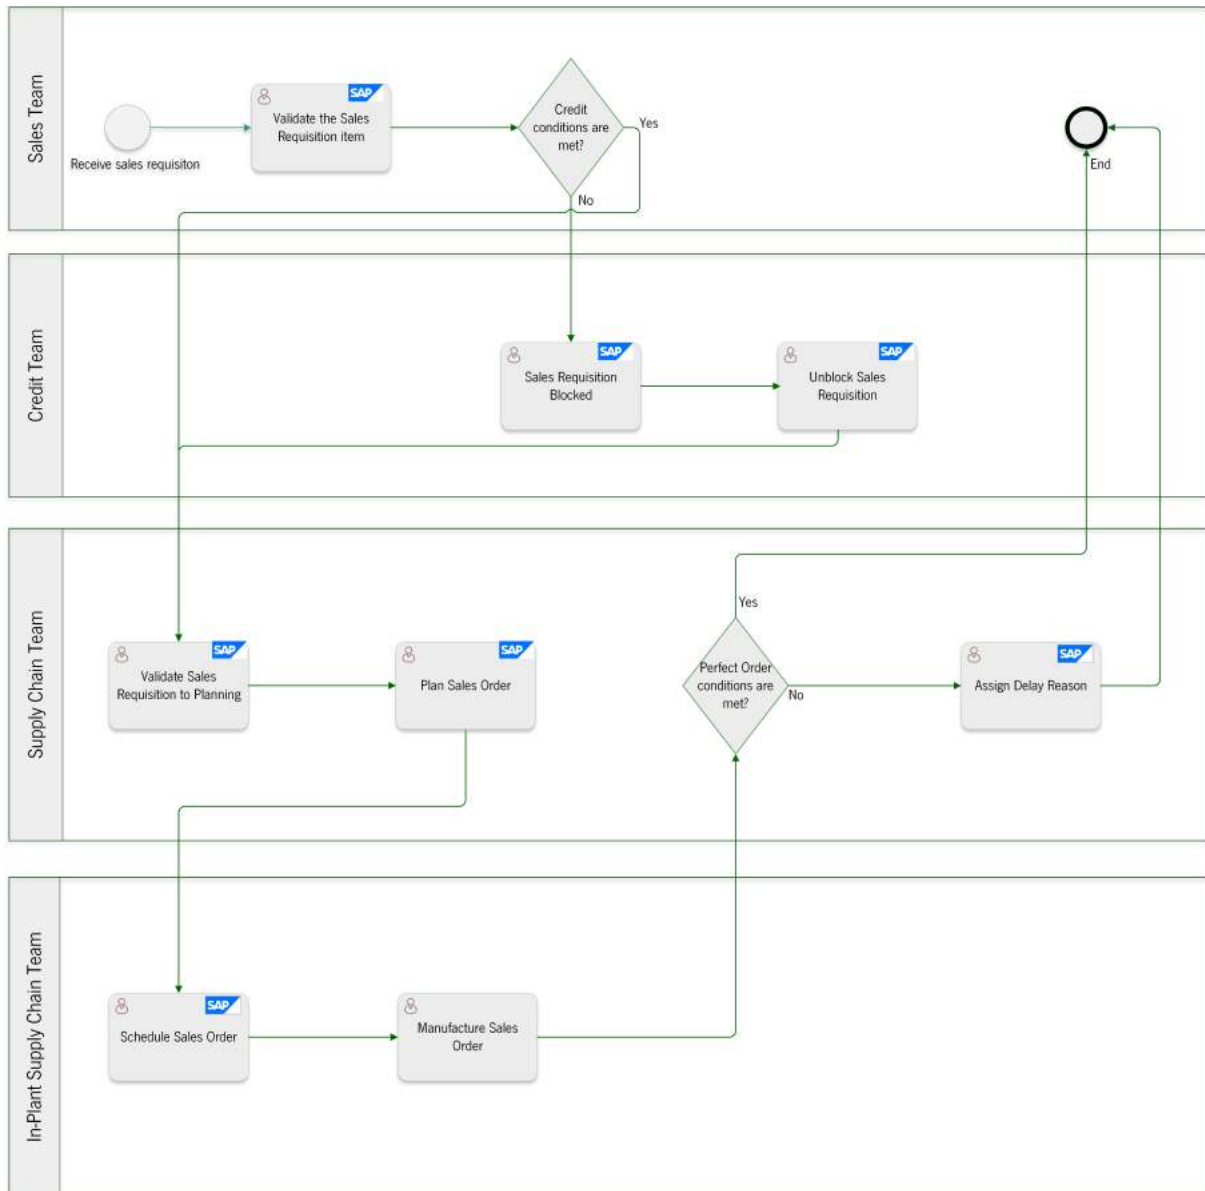 Sales Team
SAP
Validate the Sales
Requisition item
Receive sales requisiton
Credit
conditions are
met?
Yes
No
End
Credit Team
SAP
Sales Requisition
Blocked
SAP
Unblock Sales
Requisition
Supply Chain Team
SAP
Validate Sales
Requisition to Planning
SAP
Plan Sales Order
Yes
Perfect Order
conditions are
met?
No
SAP
Assign Delay Reason
In-Plant Supply Chain Team
SAP
Schedule Sales Order
Manufacture Sales
Order